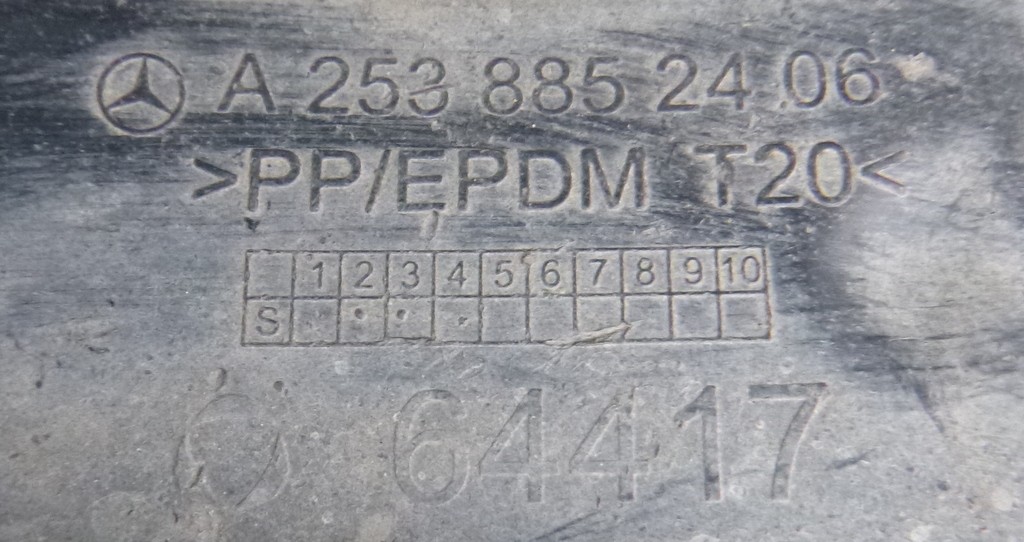 A 253 885 24 06
>PP/EPDM T20<
1 2 3 4 5 6 7 8 9 10
S
64417